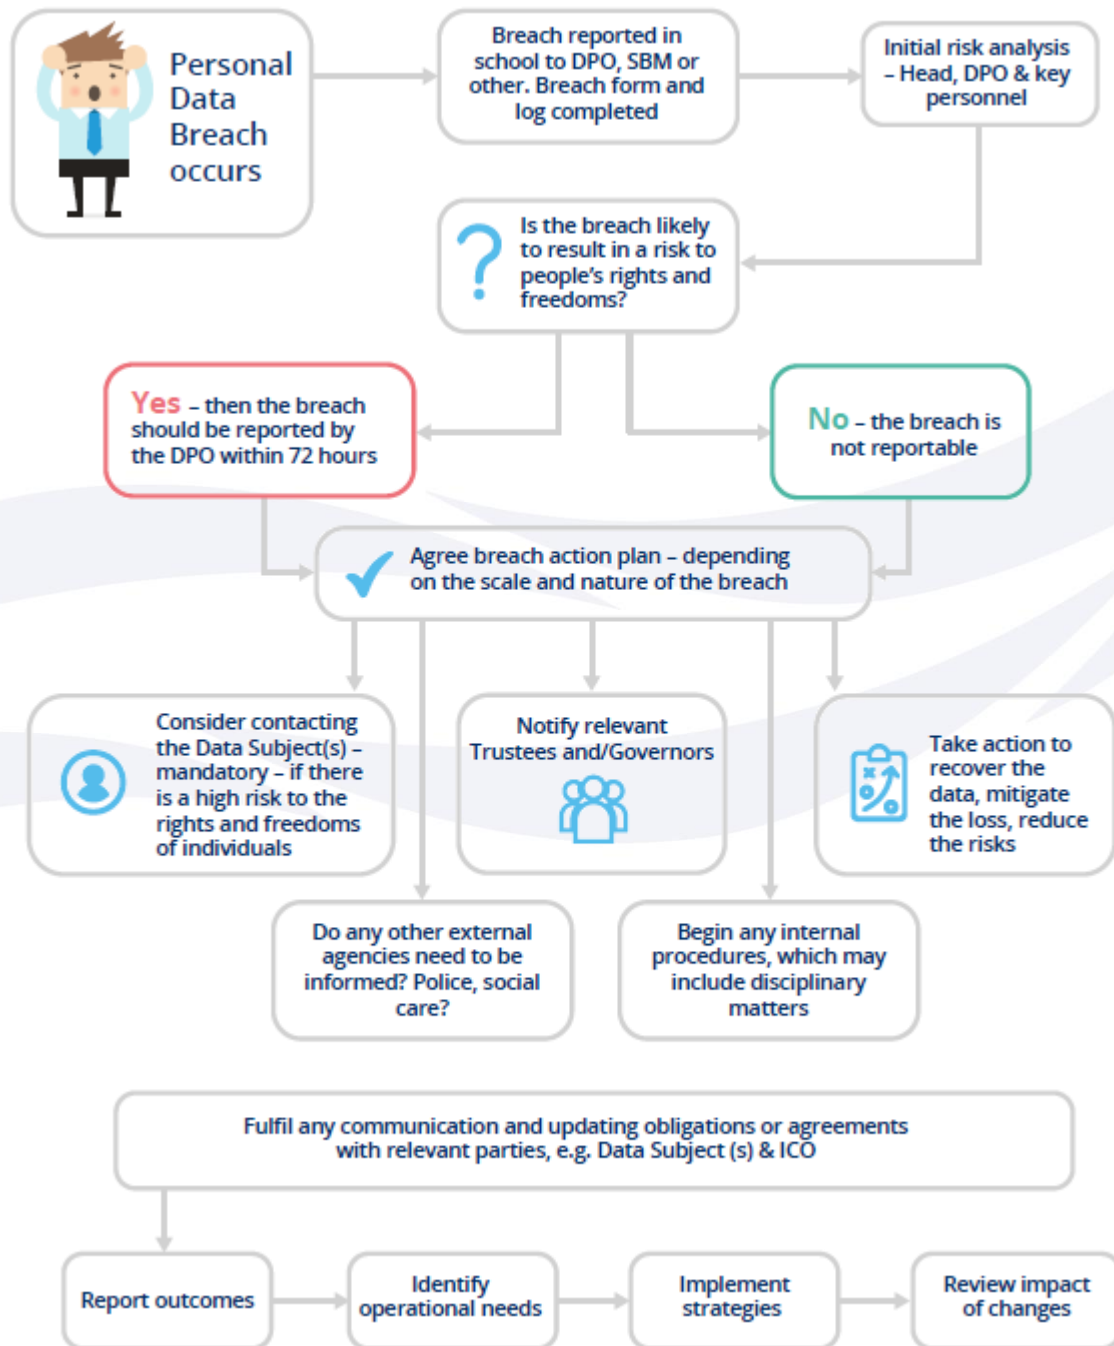 Personal
Data
Breach
occurs
Breach reported in
school to DPO, SBM or
other. Breach form and
log completed
Initial risk analysis
– Head, DPO & key
personnel
Is the breach likely
to result in a risk to
people's rights and
freedoms?
Yes – then the breach
should be reported by
the DPO within 72 hours
No – the breach is
not reportable
Agree breach action plan – depending
on the scale and nature of the breach
Consider contacting
the Data Subject(s) –
mandatory – if there
is a high risk to the
rights and freedoms
of individuals
Notify relevant
Trustees and/Governors
Take action to
recover the
data, mitigate
the loss, reduce
the risks
Do any other external
agencies need to be
informed? Police, social
care?
Begin any internal
procedures, which may
include disciplinary
matters
Fulfil any communication and updating obligations or agreements
with relevant parties, e.g. Data Subject (s) & ICO
Report outcomes
Identify
operational needs
Implement
strategies
Review impact
of changes